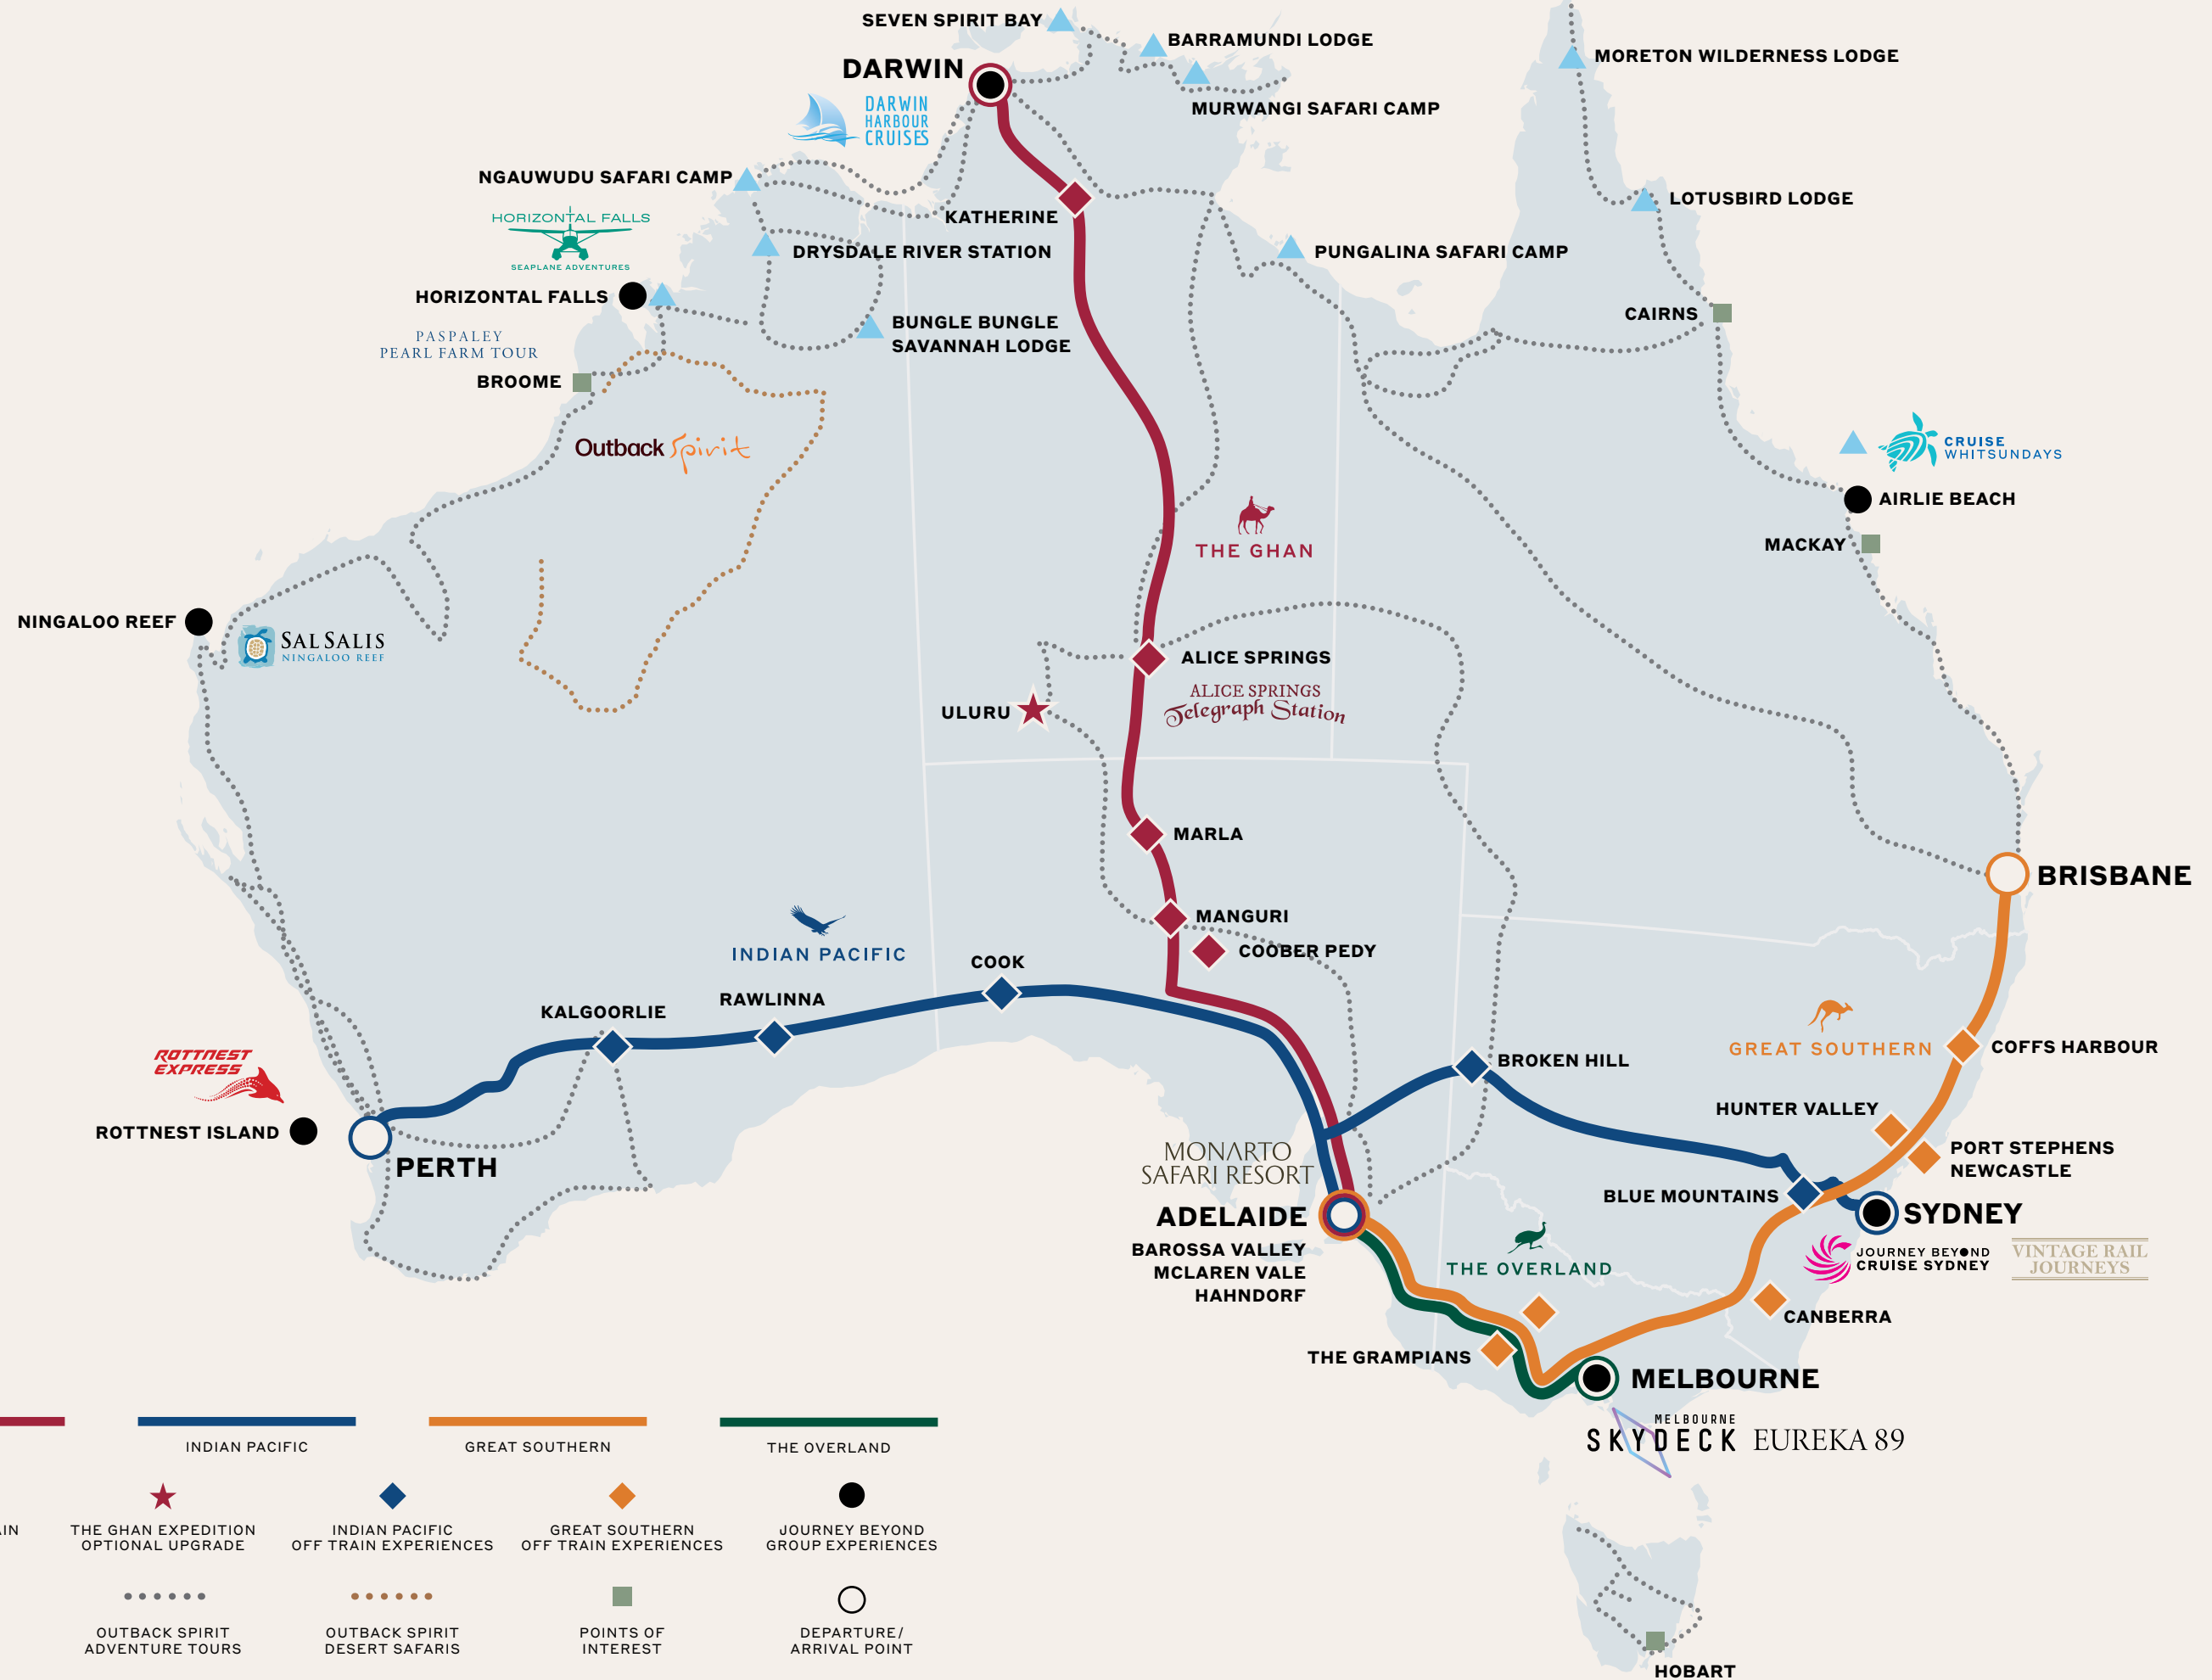 SEVEN SPIRIT BAY
BARRAMUNDI LODGE
MORETON WILDERNESS LODGE
DARWIN
MURWANGI SAFARI CAMP
DARWIN
HARBOUR
CRUISES
NGAUWUDU SAFARI CAMP
LOTUSBIRD LODGE
KATHERINE
HORIZONTAL FALLS
SEAPLANE ADVENTURES
DRYSDALE RIVER STATION
PUNGALINA SAFARI CAMP
HORIZONTAL FALLS
CAIRNS
BUNGLE BUNGLE
SAVANNAH LODGE
PASPALEY
PEARL FARM TOUR
BROOME
Outback Spirit
CRUISE
WHITSUNDAYS
AIRLIE BEACH
MACKAY
THE GHAN
NINGALOO REEF
SAL SALIS
NINGALOO REEF
ALICE SPRINGS
ALICE SPRINGS
Telegraph Station
ULURU
MARLA
BRISBANE
MANGURI
COOBER PEDY
INDIAN PACIFIC
COOK
RAWLINNA
KALGOORLIE
GREAT SOUTHERN
COFFS HARBOUR
BROKEN HILL
ROTTNEST
EXPRESS
HUNTER VALLEY
ROTTNEST ISLAND
PORT STEPHENS
NEWCASTLE
PERTH
MONARTO
SAFARI RESORT
BLUE MOUNTAINS
SYDNEY
ADELAIDE
BAROSSA VALLEY
MCLAREN VALE
HAHNDORF
THE OVERLAND
JOURNEY BEYOND
CRUISE SYDNEY
VINTAGE RAIL
JOURNEYS
CANBERRA
THE GRAMPIANS
MELBOURNE
MELBOURNE
SKYDECK
EUREKA 89
INDIAN PACIFIC
GREAT SOUTHERN
THE OVERLAND
THE GHAN EXPEDITION
OPTIONAL UPGRADE
INDIAN PACIFIC
OFF TRAIN EXPERIENCES
GREAT SOUTHERN
OFF TRAIN EXPERIENCES
JOURNEY BEYOND
GROUP EXPERIENCES
OUTBACK SPIRIT
ADVENTURE TOURS
OUTBACK SPIRIT
DESERT SAFARIS
POINTS OF
INTEREST
DEPARTURE/
ARRIVAL POINT
HOBART